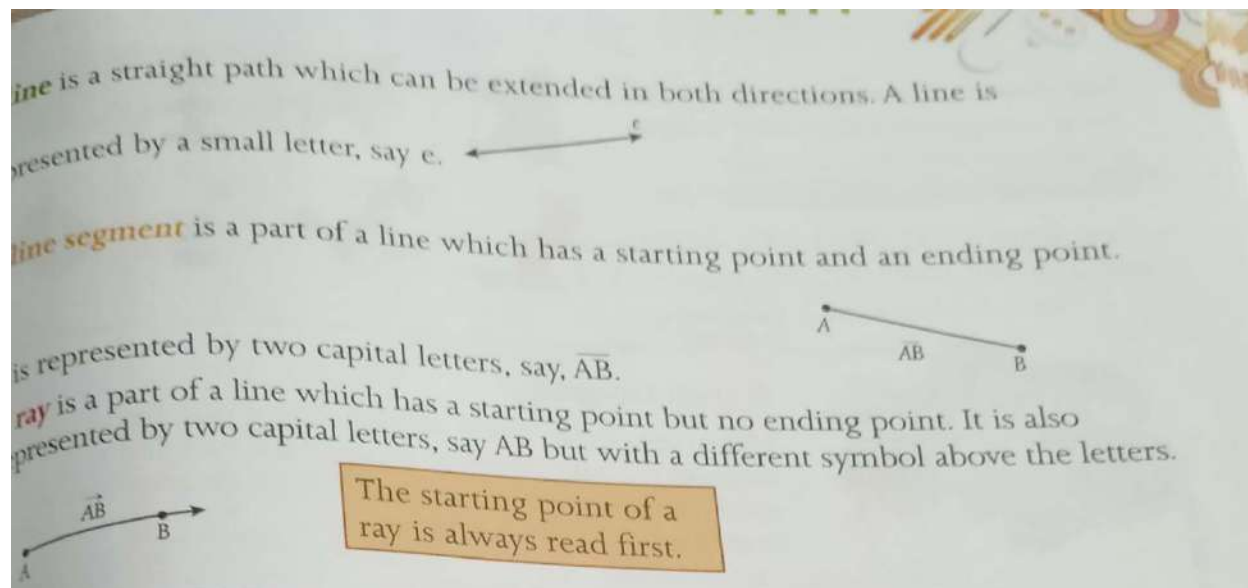 ine is a straight path which can be extended in both directions. A line is
presented by a small letter, say e.
e
line segment is a part of a line which has a starting point and an ending point.
A
AB
B
is represented by two capital letters, say, A̅B̅.
ray is a part of a line which has a starting point but no ending point. It is also
presented by two capital letters, say AB but with a different symbol above the letters.
AB
B
A
The starting point of a
ray is always read first.